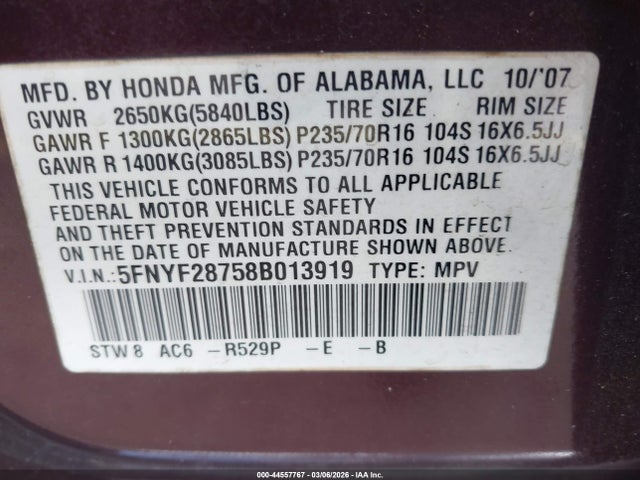 MFD. BY HONDA MFG. OF ALABAMA, LLC 10/'07
GVWR 2650KG(5840LBS) TIRE SIZE RIM SIZE
GAWR F 1300KG(2865LBS) P235/70R16 104S 16X6.5JJ
GAWR R 1400KG(3085LBS) P235/70R16 104S 16X6.5JJ
THIS VEHICLE CONFORMS TO ALL APPLICABLE
FEDERAL MOTOR VEHICLE SAFETY
AND THEFT PREVENTION STANDARDS IN EFFECT
ON THE DATE OF MANUFACTURE SHOWN ABOVE.
V.I.N.:5FNYF28758B013919 TYPE: MPV
STW8 AC6 -R529P -E -B
000-44557767 - 03/06/2026 - IAA Inc.